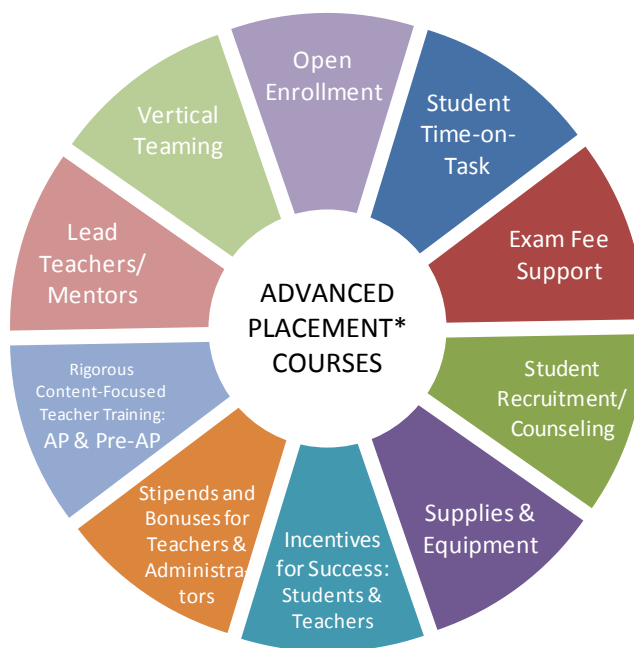 Open
Enrollment
Student
Time-on-
Task
Exam Fee
Support
Student
Recruitment/
Counseling
Supplies &
Equipment
Incentives
for Success:
Students &
Teachers
Stipends and
Bonuses for
Teachers &
Administra-
tors
Rigorous
Content-Focused
Teacher Training:
AP & Pre-AP
Lead
Teachers/
Mentors
Vertical
Teaming
ADVANCED
PLACEMENT*
COURSES